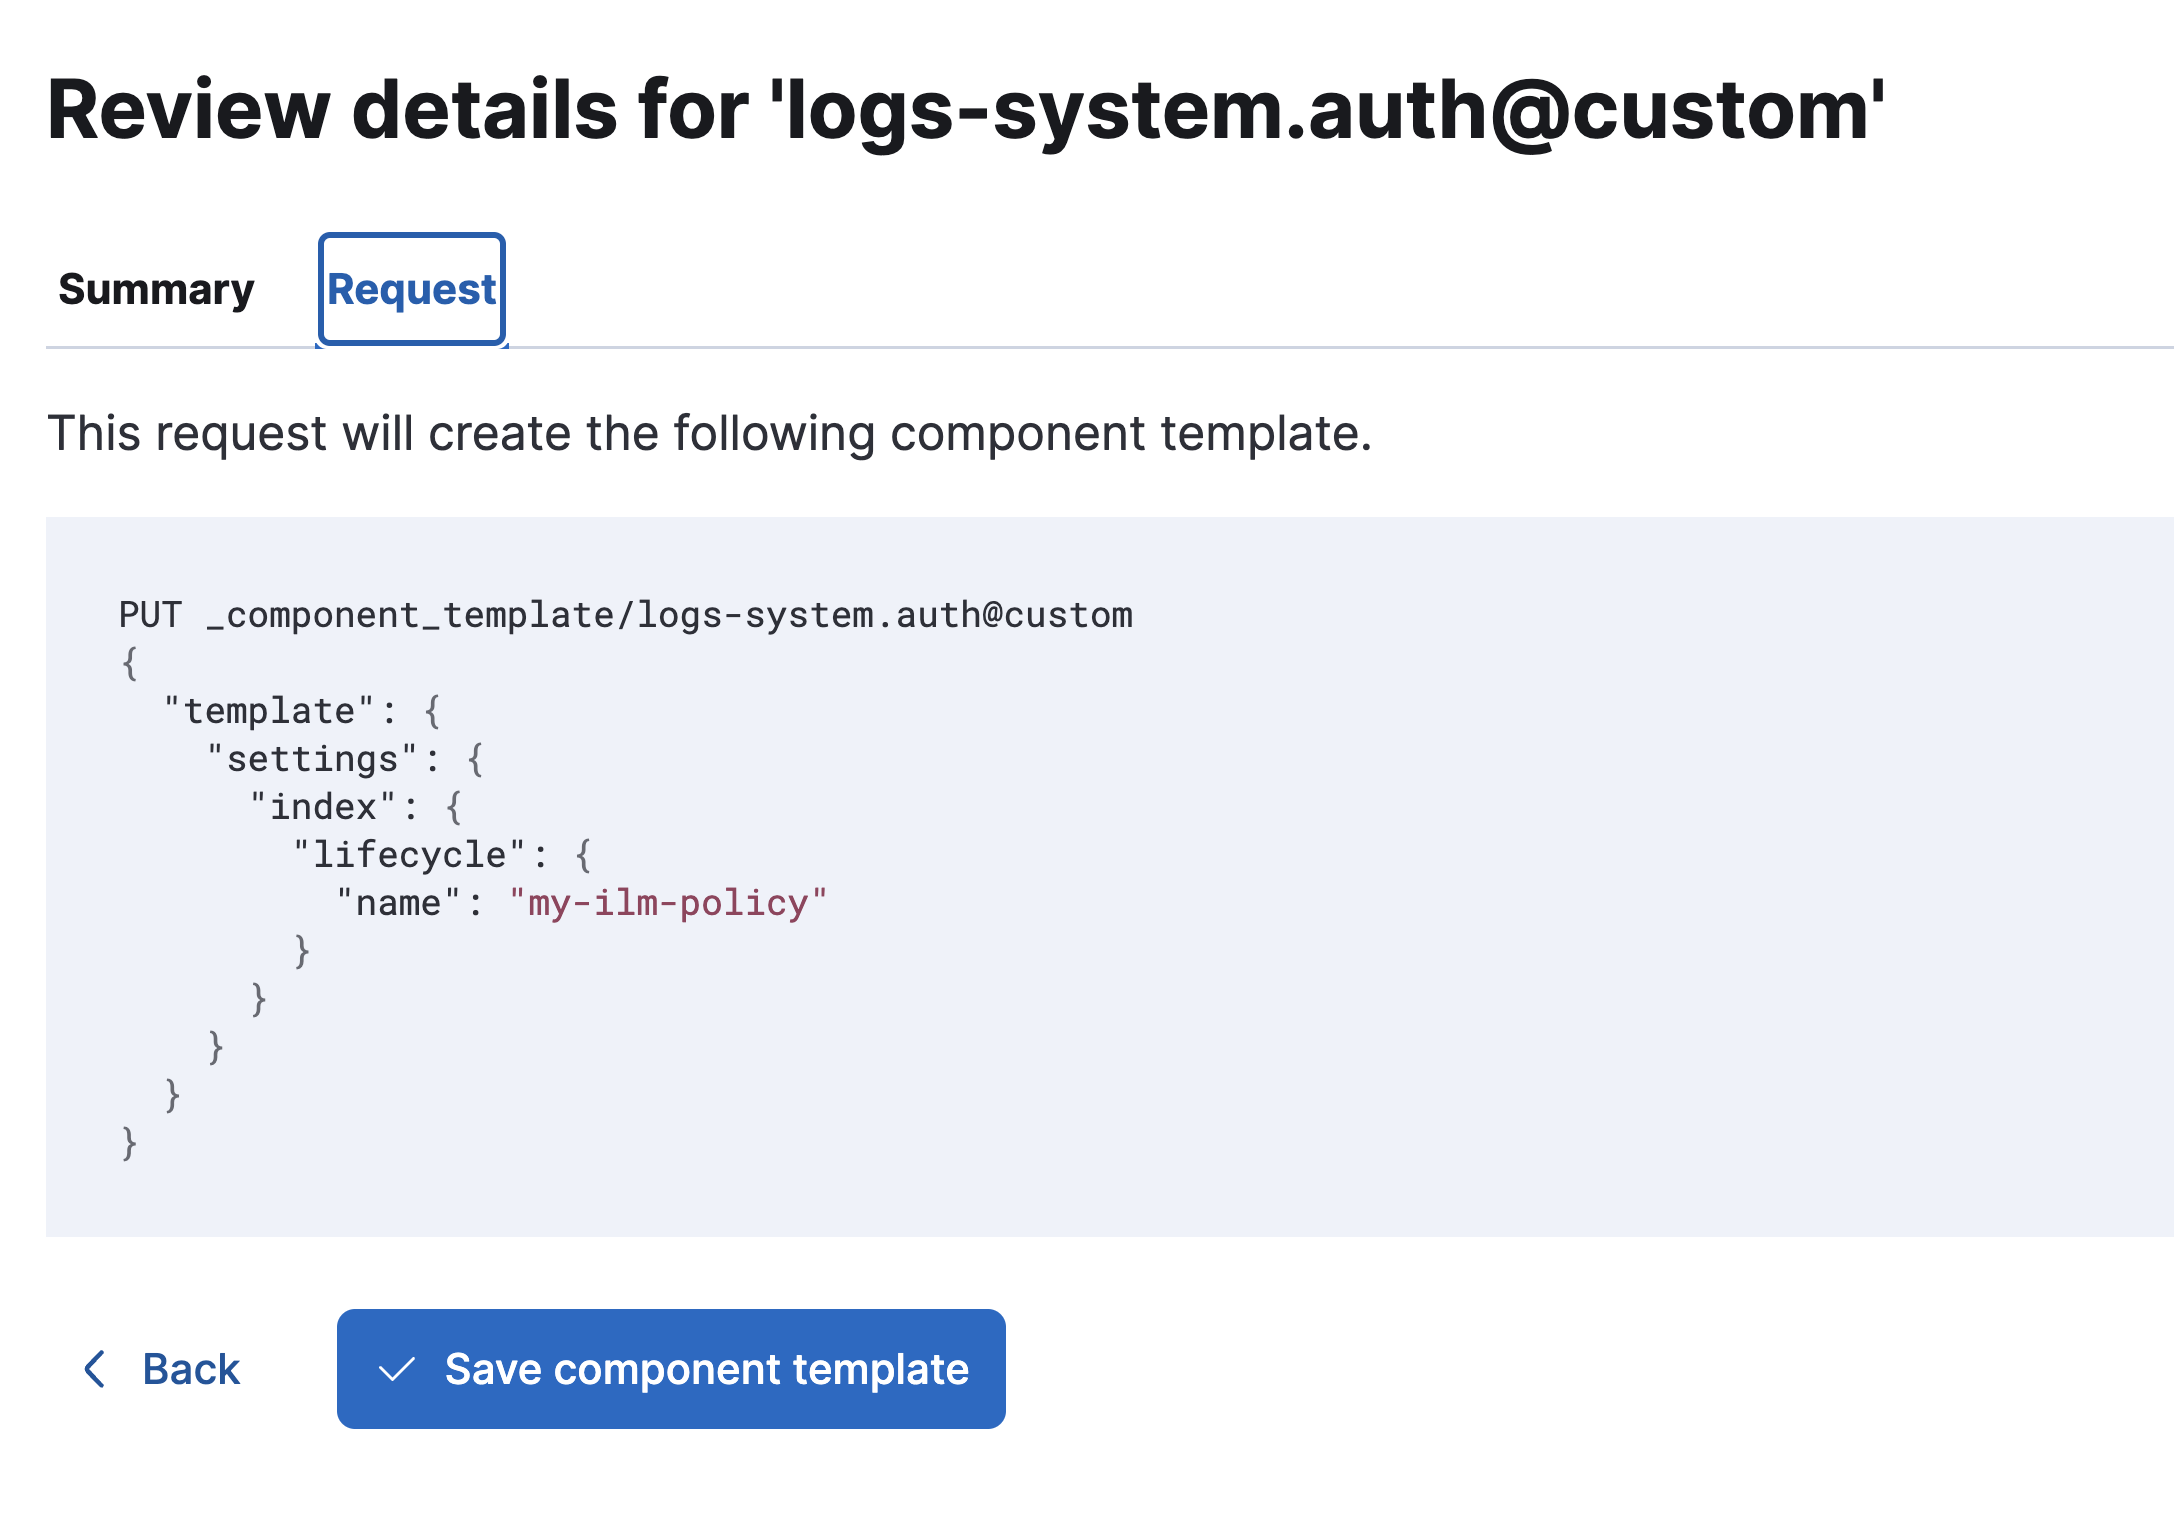 Review details for 'logs-system.auth@custom'
Summary Request
This request will create the following component template.
PUT _component_template/logs-system.auth@custom
{
  "template": {
    "settings": {
      "index": {
        "lifecycle": {
          "name": "my-ilm-policy"
        }
      }
    }
  }
}
Back Save component template